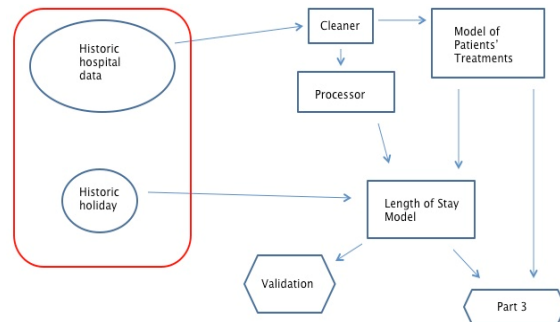 Historic
hospital
data
Cleaner
Model of
Patients'
Treatments
Processor
Historic
holiday
Length of Stay
Model
Validation
Part 3